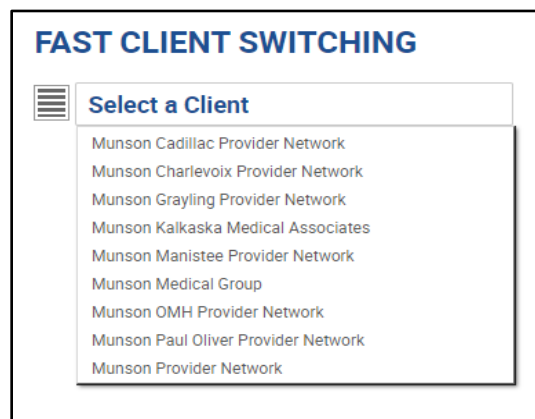 FAST CLIENT SWITCHING
Select a Client
Munson Cadillac Provider Network
Munson Charlevoix Provider Network
Munson Grayling Provider Network
Munson Kalkaska Medical Associates
Munson Manistee Provider Network
Munson Medical Group
Munson OMH Provider Network
Munson Paul Oliver Provider Network
Munson Provider Network